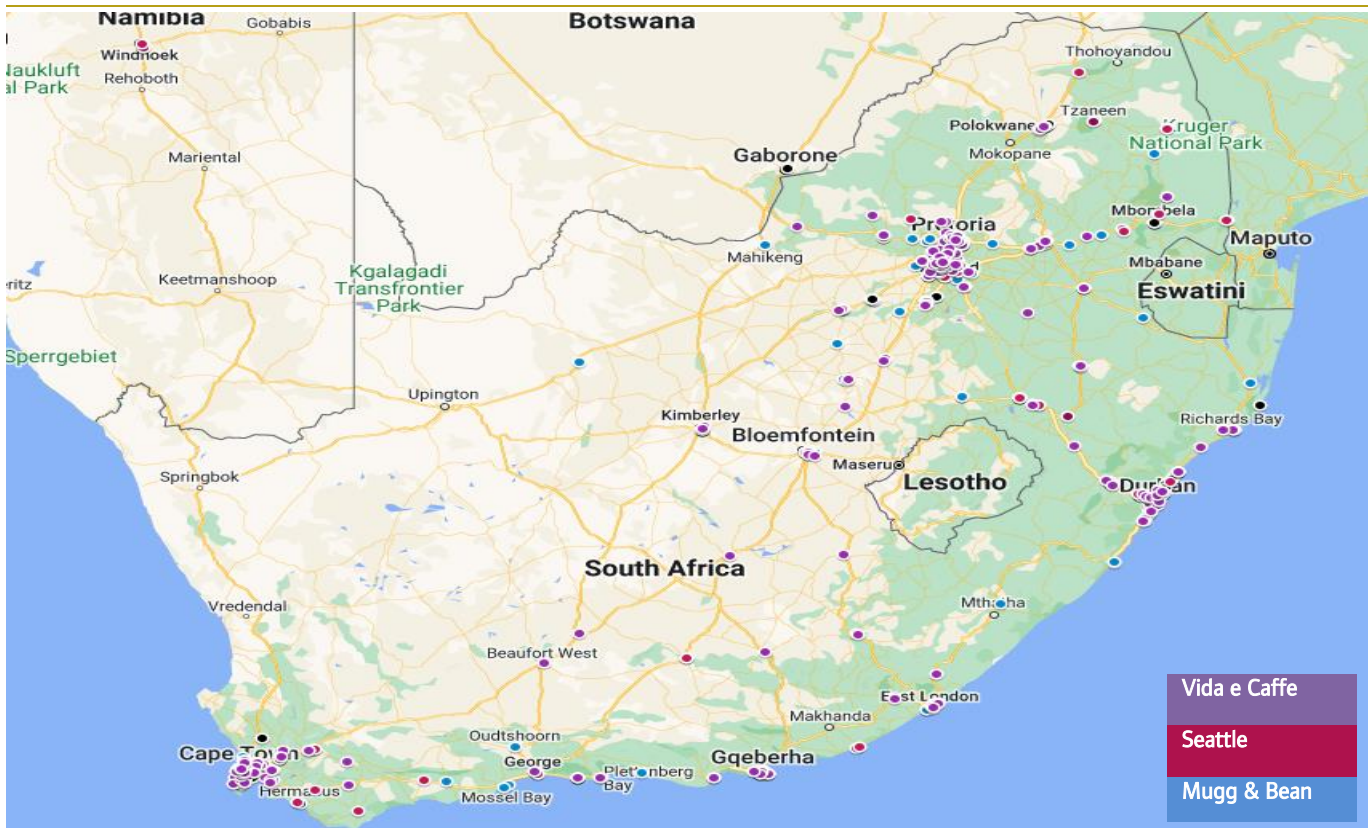 Namibia
Gobabis
Botswana
Windhoek
Rehoboth
Naukluft
al Park
Thohoyandou
Tzaneen
Polokwane
Kruger
National Park
Mokopane
Gaborone
Mariental
Mbombela
Pretoria
Maputo
Mahikeng
Mbabane
Keetmanshoop
Kgalagadi
Transfrontier
Park
Eswatini
eritz
Sperrgebiet
Upington
Kimberley
Richards Bay
Bloemfontein
Maseru
Lesotho
Durban
Springbok
South Africa
Mthatha
Vredendal
Beaufort West
East London
Makhanda
Oudtshoorn
Cape Town
George
Gqeberha
Plettenberg
Bay
Hermanus
Mossel Bay
Vida e Caffe
Seattle
Mugg & Bean